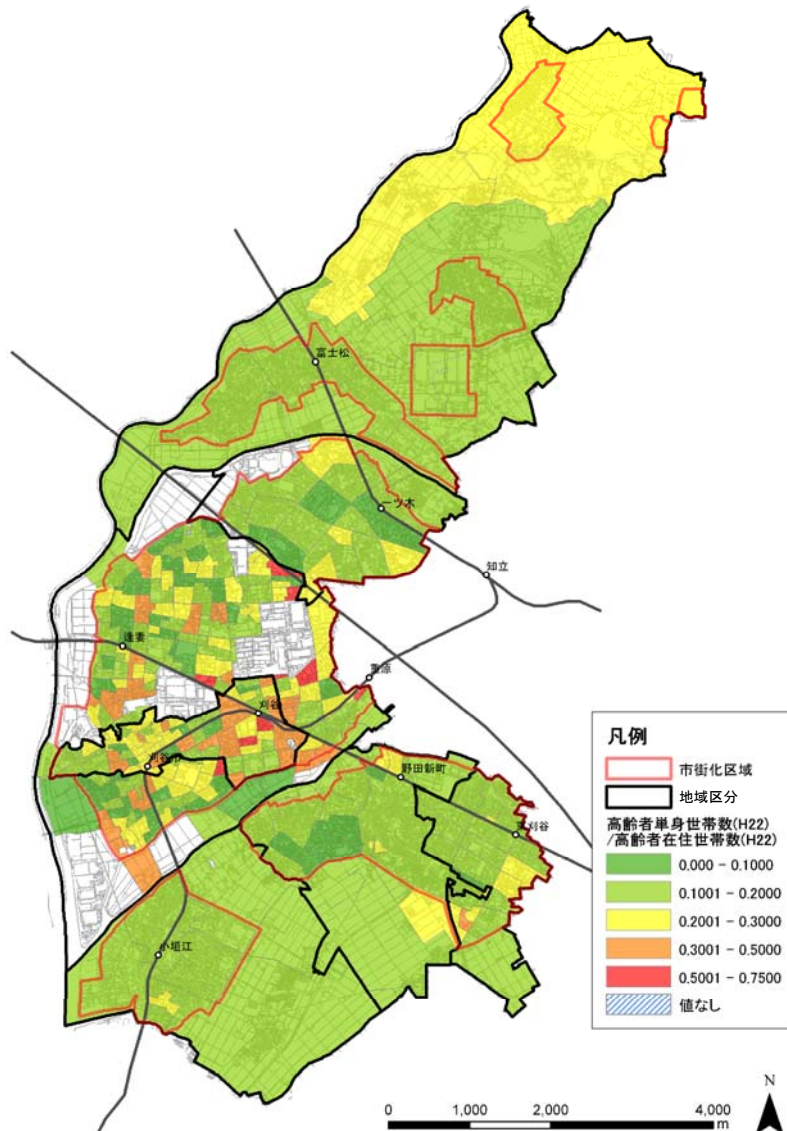 富士松
一ツ木
知立
逢妻
重原
刈谷
刈谷市
野田新町
東刈谷
小垣江
凡例
市街化区域
地域区分
高齢者単身世帯数(H22)
/高齢者在住世帯数(H22)
0.000 - 0.1000
0.1001 - 0.2000
0.2001 - 0.3000
0.3001 - 0.5000
0.5001 - 0.7500
値なし
N
0 1,000 2,000 4,000
m